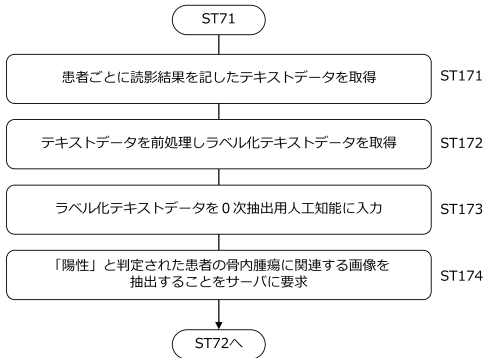 ST71
患者ごとに読影結果を記したテキストデータを取得
ST171
テキストデータを前処理しラベル化テキストデータを取得
ST172
ラベル化テキストデータを０次抽出用人工知能に入力
ST173
「陽性」と判定された患者の骨内腫瘍に関連する画像を
抽出することをサーバに要求
ST174
ST72へ